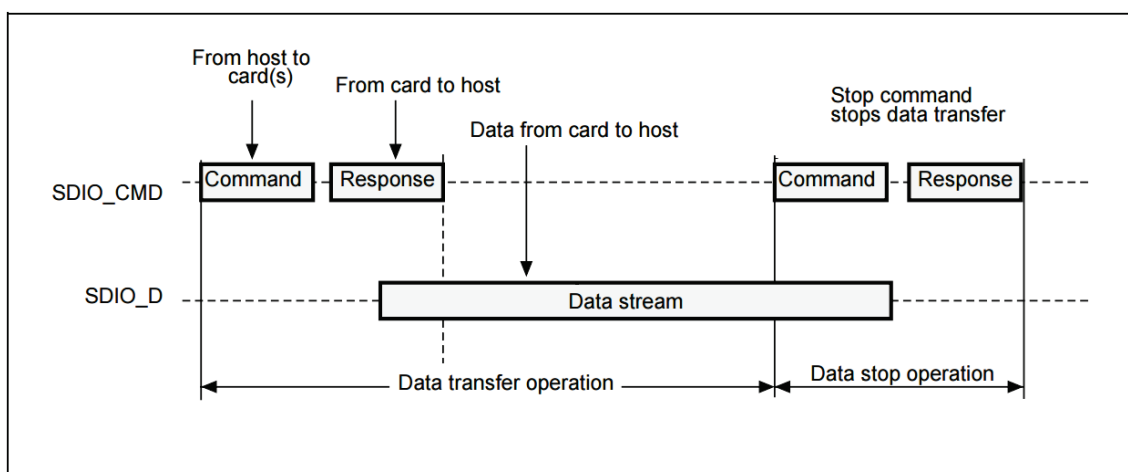 From host to
card(s)
From card to host
Data from card to host
Stop command
stops data transfer
SDIO_CMD
Command
Response
Command
Response
SDIO_D
Data stream
Data transfer operation
Data stop operation